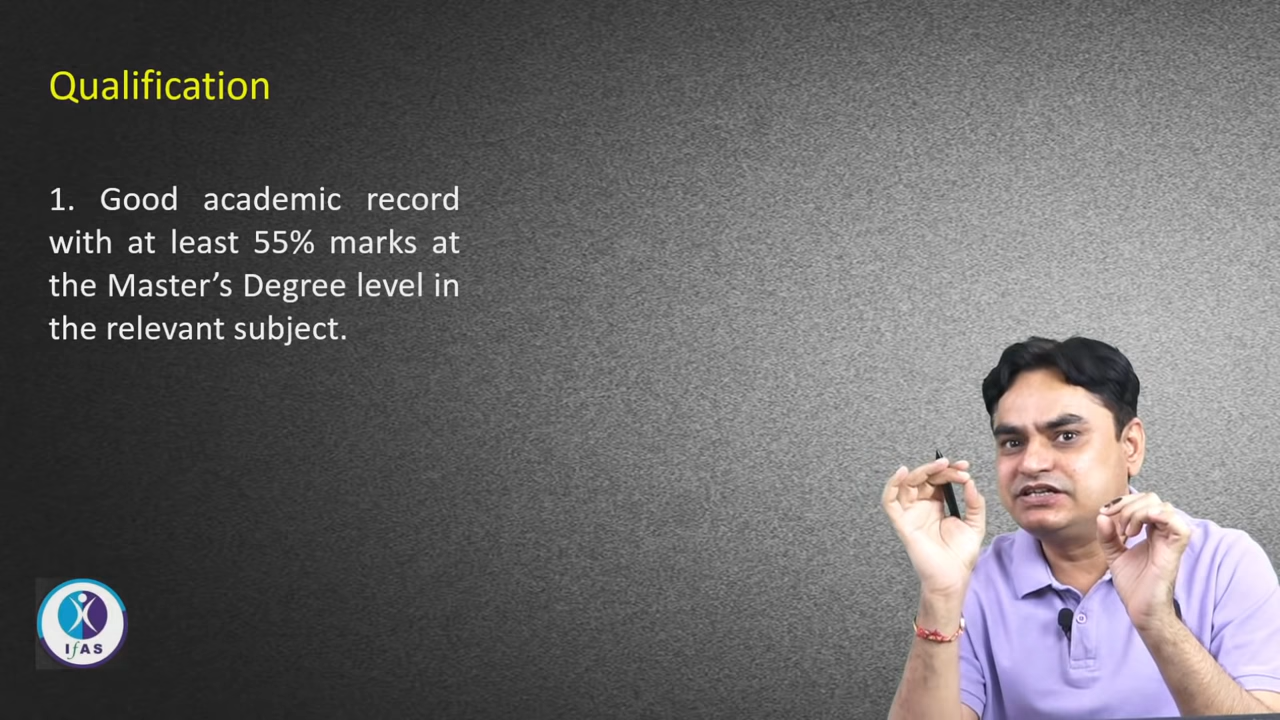 Qualification
1. Good academic record
with at least 55% marks at
the Master’s Degree level in
the relevant subject.
IfAS